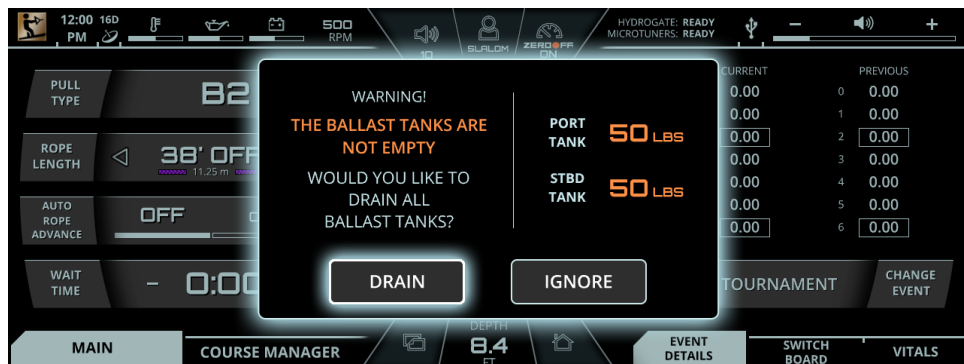 12:00 PM
16D
500 RPM
10
SLALOM
ZEROOFF ON
HYDROGATE: READY
MICROTUNERS: READY
−
+
PULL TYPE
B2
ROPE LENGTH
38' OFF
11.25 m
AUTO ROPE ADVANCE
OFF
WAIT TIME
−
0:00
WARNING!
THE BALLAST TANKS ARE
NOT EMPTY
WOULD YOU LIKE TO
DRAIN ALL
BALLAST TANKS?
PORT TANK 50 LBS
STBD TANK 50 LBS
DRAIN
IGNORE
CURRENT PREVIOUS
0.00 0 0.00
0.00 1 0.00
0.00 2 0.00
0.00 3 0.00
0.00 4 0.00
0.00 5 0.00
0.00 6 0.00
TOURNAMENT
CHANGE EVENT
MAIN
COURSE MANAGER
DEPTH
8.4
FT
EVENT DETAILS
SWITCH BOARD
VITALS